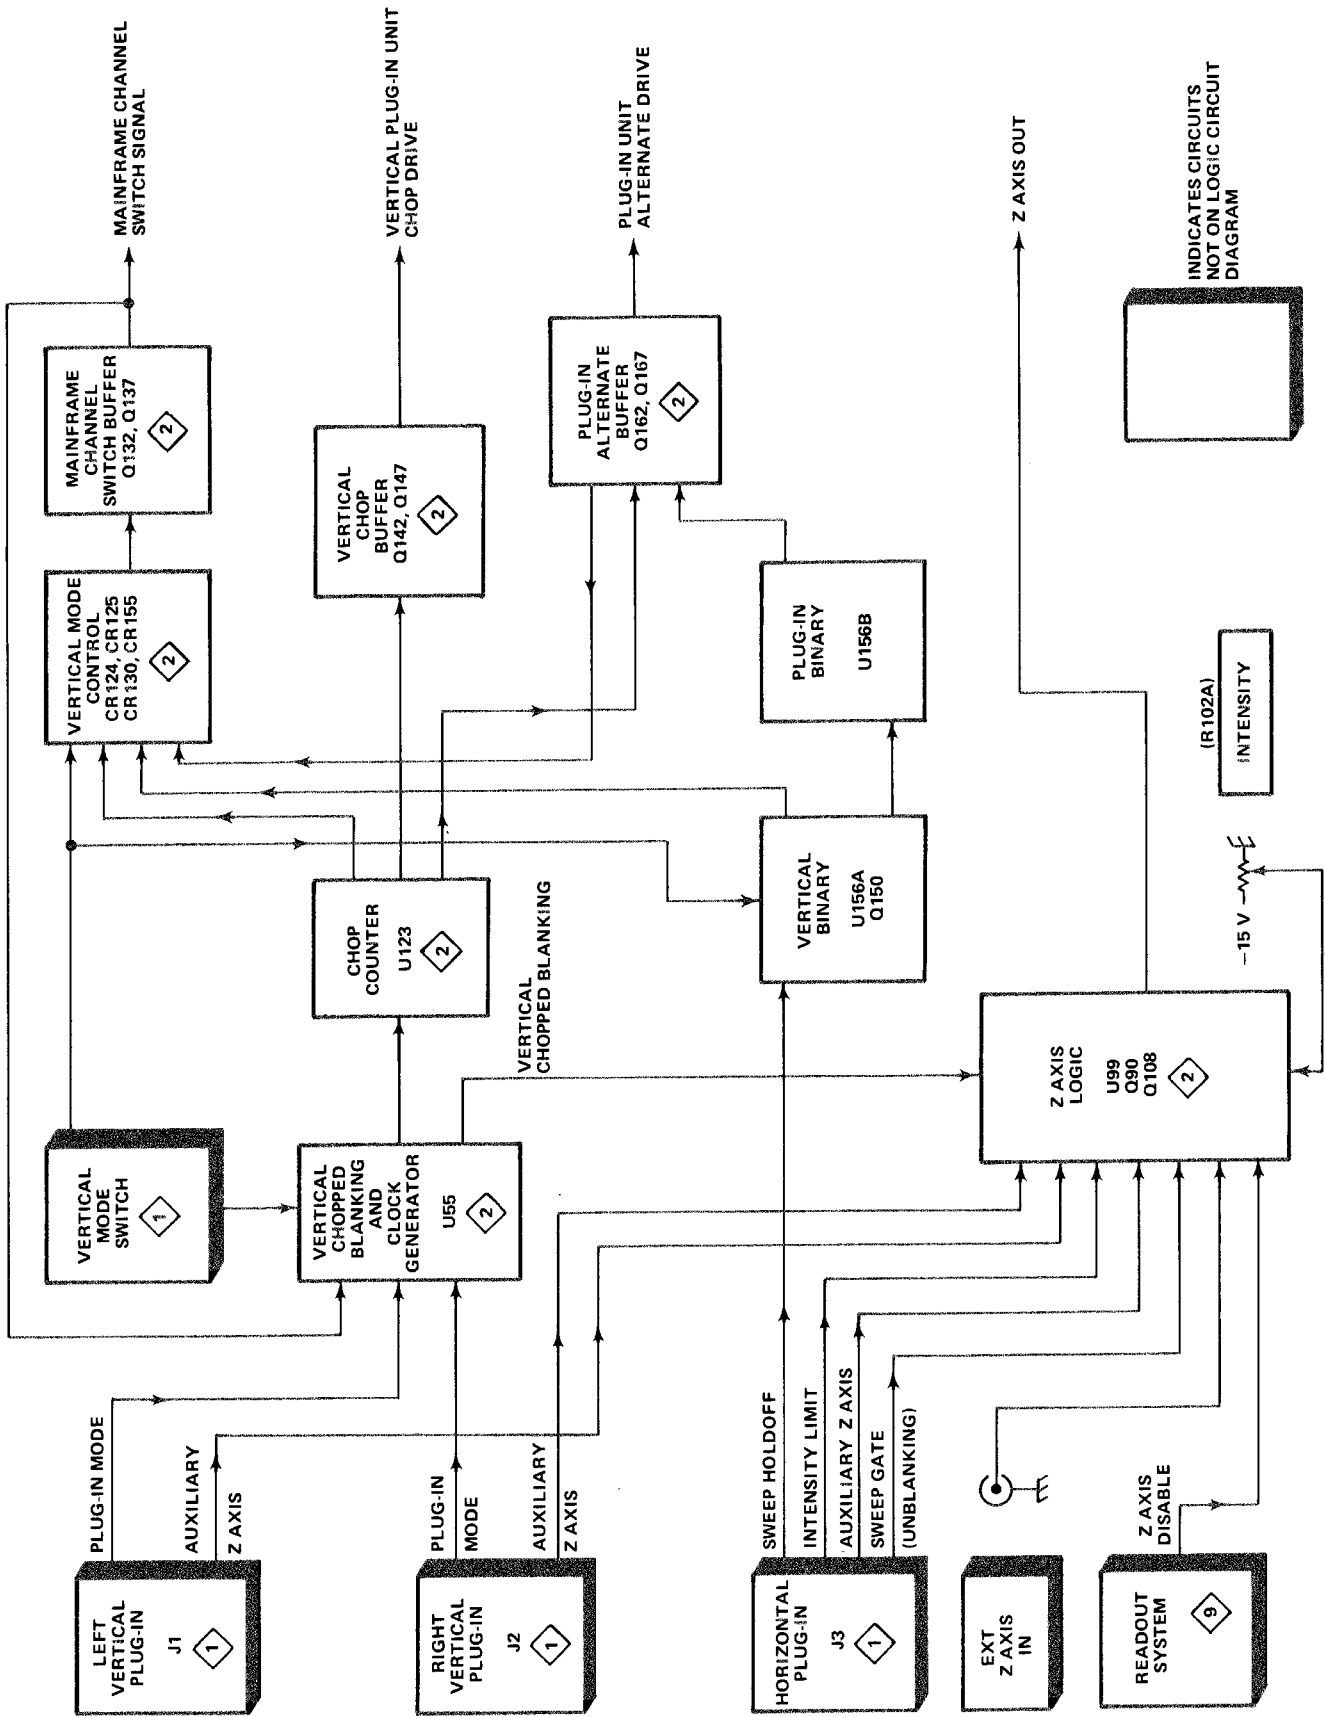 LEFT
VERTICAL
PLUG-IN
J1
1
PLUG-IN MODE
AUXILIARY
Z AXIS
RIGHT
VERTICAL
PLUG-IN
J2
1
PLUG-IN
MODE
AUXILIARY
Z AXIS
HORIZONTAL
PLUG-IN
J3
1
SWEEP HOLDOFF
INTENSITY LIMIT
AUXILIARY Z AXIS
SWEEP GATE
(UNBLANKING)
EXT
Z AXIS
IN
READOUT
SYSTEM
9
Z AXIS
DISABLE
VERTICAL
MODE
SWITCH
1
VERTICAL
CHOPPED
BLANKING
AND
CLOCK
GENERATOR
U55
2
VERTICAL
CHOPPED BLANKING
CHOP
COUNTER
U123
2
Z AXIS
LOGIC
U99
Q90
Q108
2
VERTICAL
BINARY
U156A
Q150
–15 V
(R102A)
INTENSITY
VERTICAL MODE
CONTROL
CR124, CR125
CR130, CR155
2
PLUG-IN
BINARY
U156B
MAINFRAME
CHANNEL
SWITCH BUFFER
Q132, Q137
2
VERTICAL
CHOP
BUFFER
Q142, Q147
2
PLUG-IN
ALTERNATE
BUFFER
Q162, Q167
2
MAINFRAME CHANNEL
SWITCH SIGNAL
VERTICAL PLUG-IN UNIT
CHOP DRIVE
PLUG-IN UNIT
ALTERNATE DRIVE
Z AXIS OUT
INDICATES CIRCUITS
NOT ON LOGIC CIRCUIT
DIAGRAM